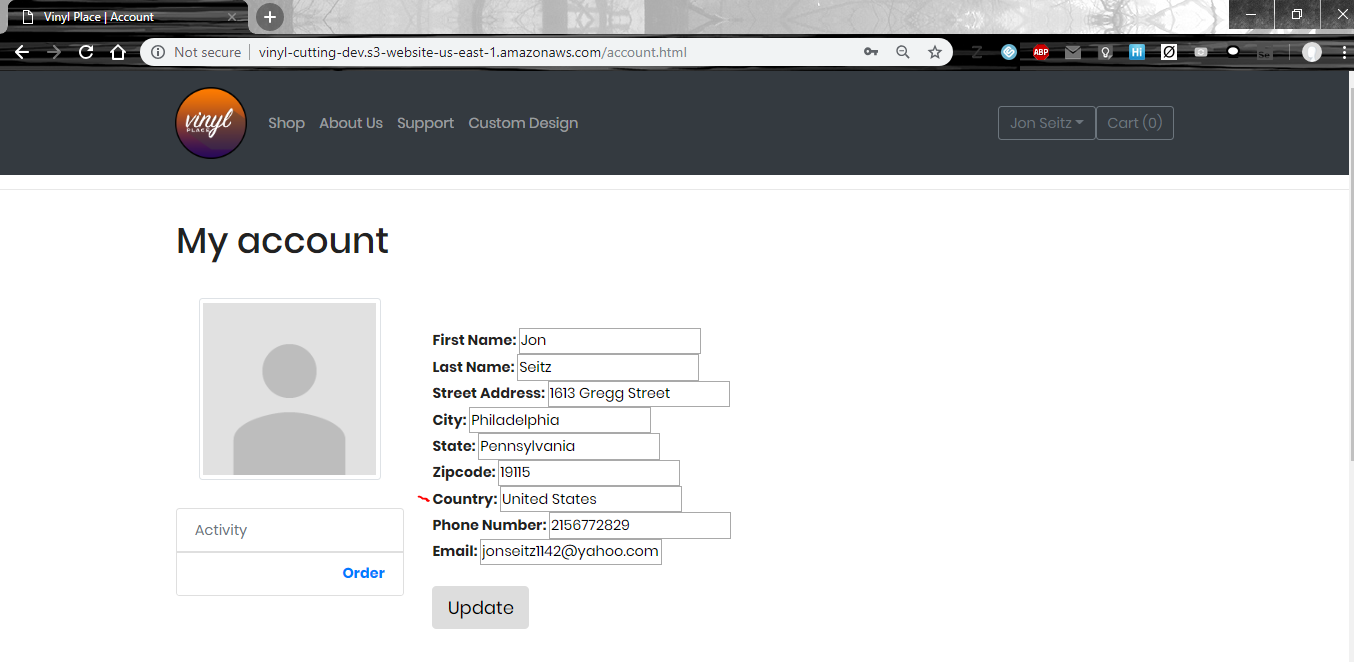 Vinyl Place | Account
Not secure | vinyl-cutting-dev.s3-website-us-east-1.amazonaws.com/account.html
ABP
Hi
vinyl
PLACE
Shop About Us Support Custom Design
Jon Seitz Cart (0)
My account
First Name: Jon
Last Name: Seitz
Street Address: 1613 Gregg Street
City: Philadelphia
State: Pennsylvania
Zipcode: 19115
Country: United States
Phone Number: 2156772829
Email: jonseitz1142@yahoo.com
Activity
Order
Update